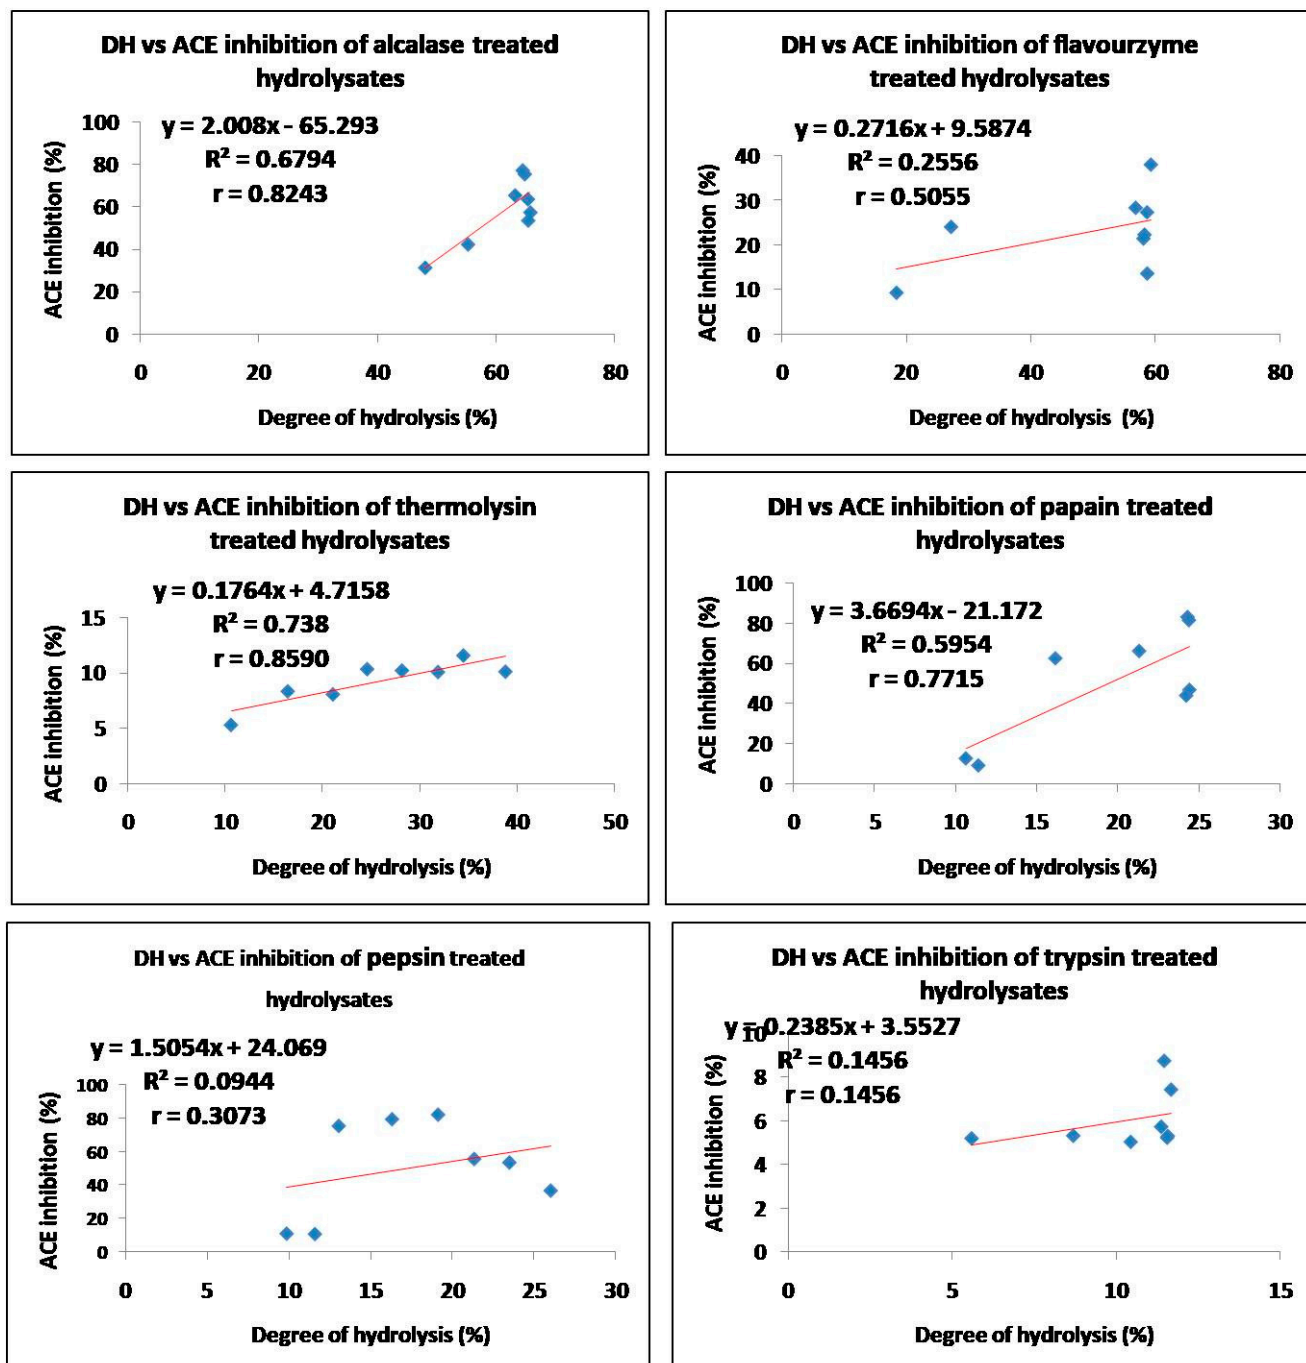 DH vs ACE inhibition of alcalase treated
hydrolysates
y = 2.008x - 65.293
R² = 0.6794
r = 0.8243
ACE inhibition (%)
100
80
60
40
20
0
0 20 40 60 80
Degree of hydrolysis (%)
DH vs ACE inhibition of flavourzyme
treated hydrolysates
y = 0.2716x + 9.5874
R² = 0.2556
r = 0.5055
ACE inhibition (%)
40
30
20
10
0
0 20 40 60 80
Degree of hydrolysis (%)
DH vs ACE inhibition of thermolysin
treated hydrolysates
y = 0.1764x + 4.7158
R² = 0.738
r = 0.8590
ACE inhibition (%)
15
10
5
0
0 10 20 30 40 50
Degree of hydrolysis (%)
DH vs ACE inhibition of papain treated
hydrolysates
y = 3.6694x - 21.172
R² = 0.5954
r = 0.7715
ACE inhibition (%)
100
80
60
40
20
0
0 5 10 15 20 25 30
Degree of hydrolysis (%)
DH vs ACE inhibition of pepsin treated
hydrolysates
y = 1.5054x + 24.069
R² = 0.0944
r = 0.3073
ACE inhibition (%)
100
80
60
40
20
0
0 5 10 15 20 25 30
Degree of hydrolysis (%)
DH vs ACE inhibition of trypsin treated
hydrolysates
y = 0.2385x + 3.5527
R² = 0.1456
r = 0.1456
ACE inhibition (%)
10
8
6
4
2
0
0 5 10 15
Degree of hydrolysis (%)